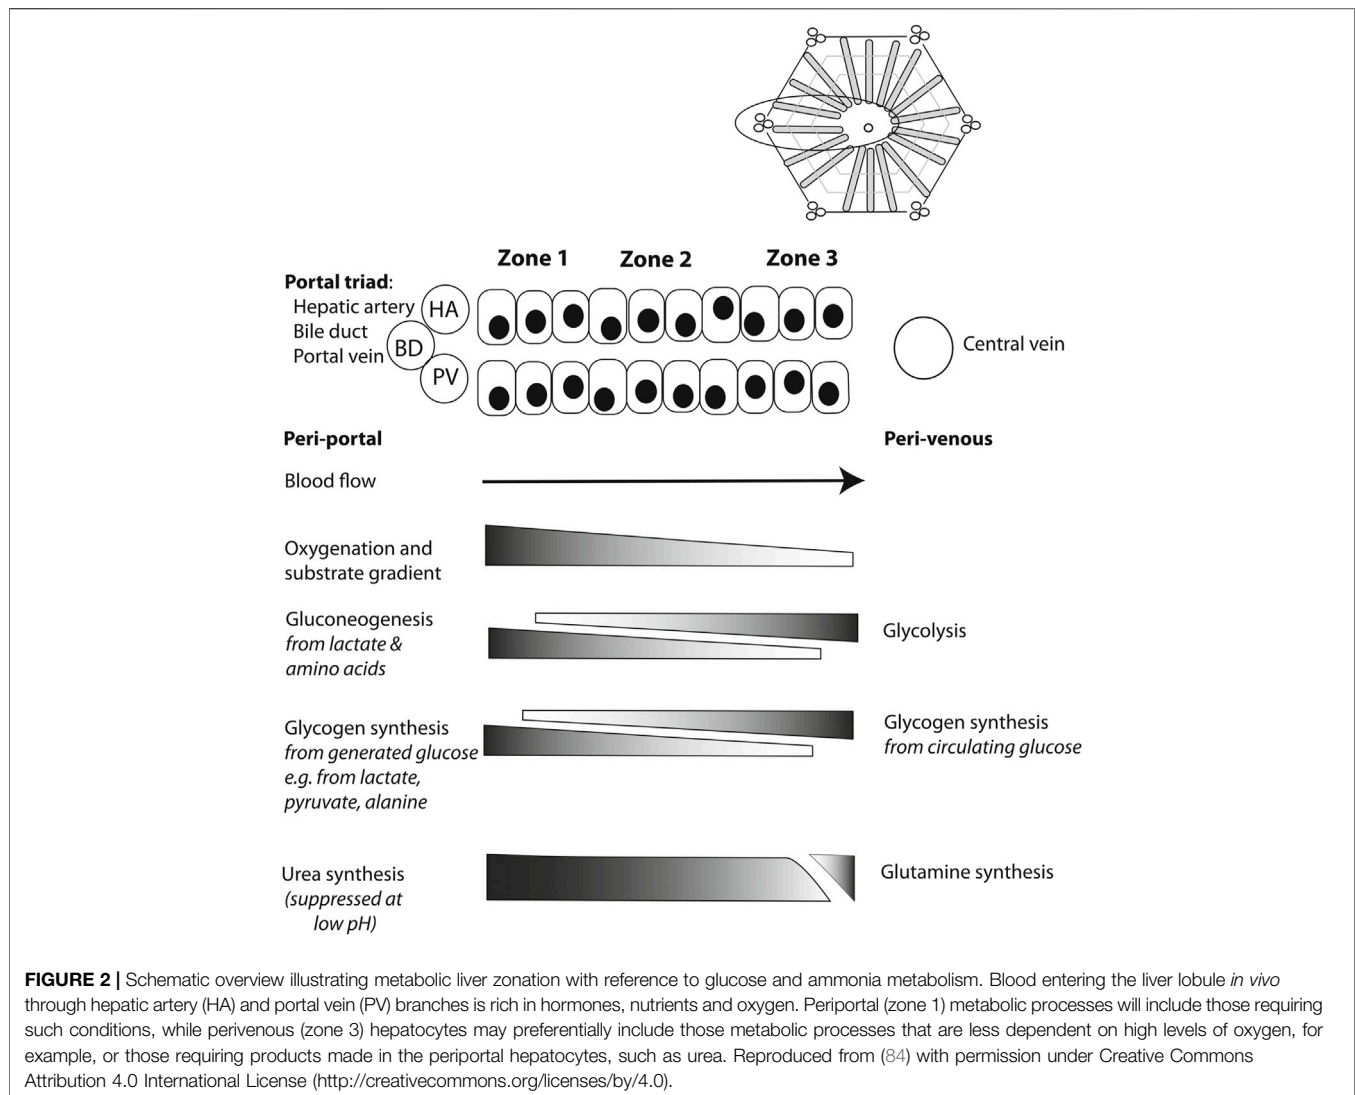 Zone 1 Zone 2 Zone 3
Portal triad:
Hepatic artery
Bile duct
Portal vein
HA
BD
PV
Central vein
Peri-portal Peri-venous
Blood flow
Oxygenation and
substrate gradient
Gluconeogenesis
from lactate &
amino acids
Glycolysis
Glycogen synthesis
from generated glucose
e.g. from lactate,
pyruvate, alanine
Glycogen synthesis
from circulating glucose
Urea synthesis
(suppressed at
low pH)
Glutamine synthesis
FIGURE 2 | Schematic overview illustrating metabolic liver zonation with reference to glucose and ammonia metabolism. Blood entering the liver lobule in vivo
through hepatic artery (HA) and portal vein (PV) branches is rich in hormones, nutrients and oxygen. Periportal (zone 1) metabolic processes will include those requiring
such conditions, while perivenous (zone 3) hepatocytes may preferentially include those metabolic processes that are less dependent on high levels of oxygen, for
example, or those requiring products made in the periportal hepatocytes, such as urea. Reproduced from (84) with permission under Creative Commons
Attribution 4.0 International License (http://creativecommons.org/licenses/by/4.0).